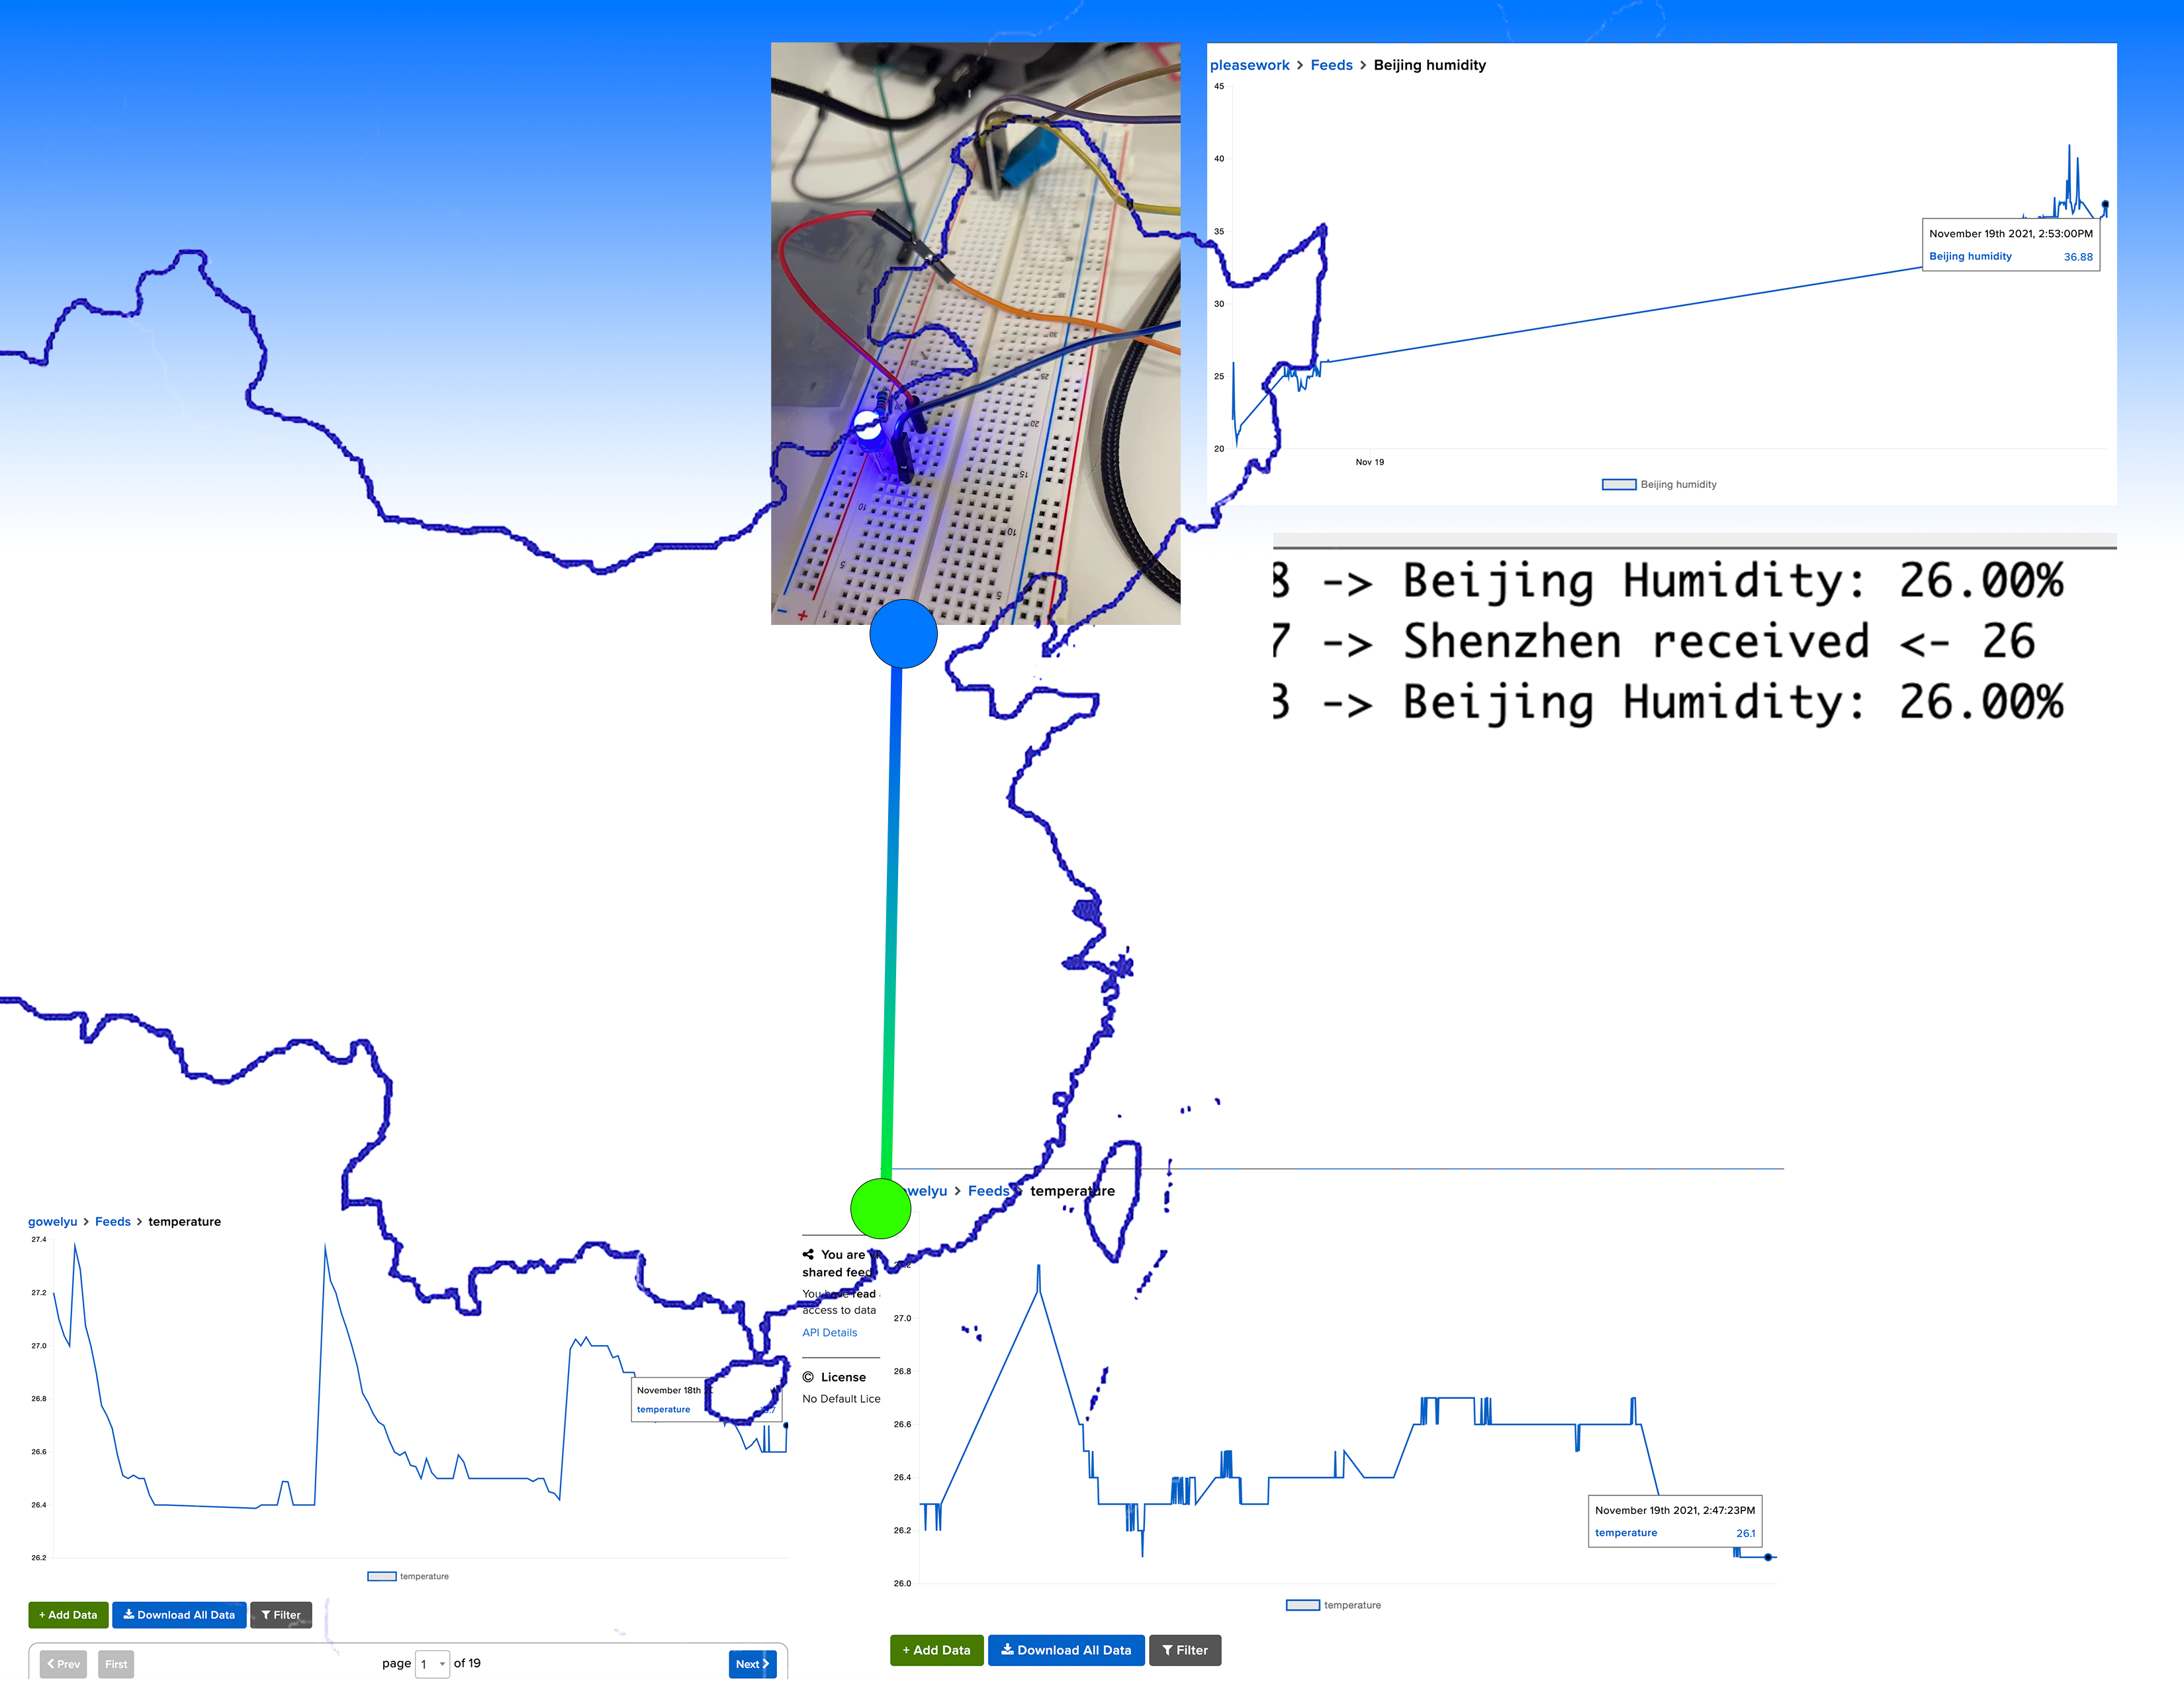 pleasework > Feeds > Beijing humidity
45
40
35
30
25
20
November 19th 2021, 2:53:00PM
Beijing humidity 36.88
Nov 19
Beijing humidity
8 -> Beijing Humidity: 26.00%
7 -> Shenzhen received <- 26
3 -> Beijing Humidity: 26.00%
gowelyu > Feeds > temperature
27.4
27.2
27.0
26.8
26.6
26.4
26.2
November 18th
temperature
temperature
+ Add Data
Download All Data
Filter
< Prev
First
page 1 of 19
Next >
You are
shared feed
You have read
access to data
API Details
License
No Default Lice
welyu > Feeds > temperature
27.0
26.8
26.6
26.4
26.2
26.0
November 19th 2021, 2:47:23PM
temperature 26.1
temperature
+ Add Data
Download All Data
Filter